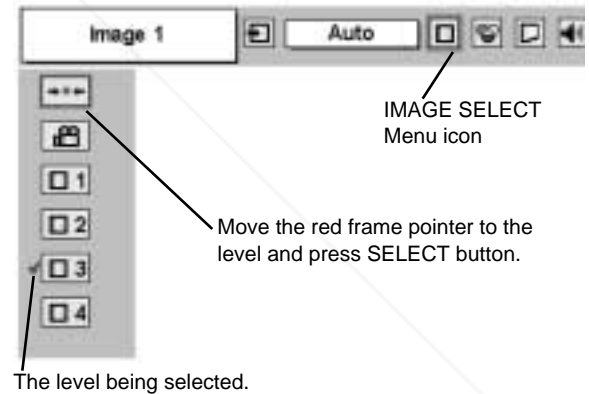 Image 1
Auto
IMAGE SELECT
Menu icon
1
Move the red frame pointer to the
2
level and press SELECT button.
3
4
The level being selected.